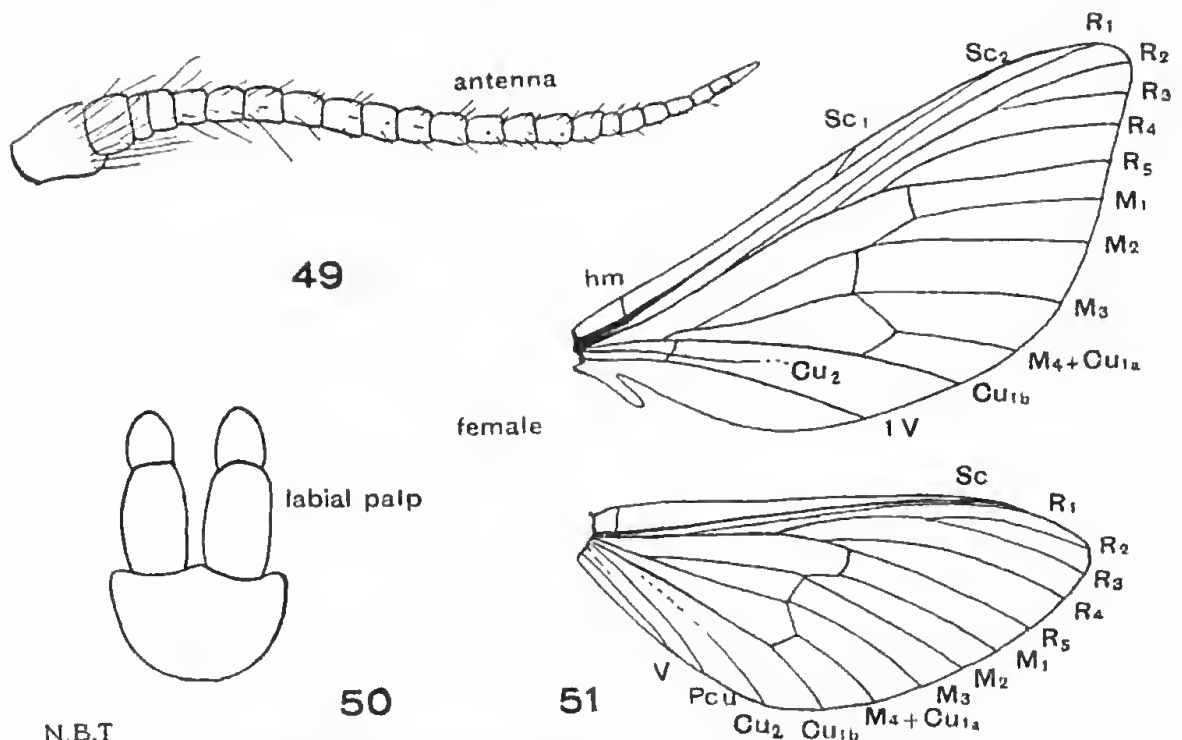 antenna
49
Sc₁
Sc₂
R₁
R₂
R₃
R₄
R₅
M₁
M₂
M₃
M₄+Cu₁ₐ
Cu₁b
1 V
Cu₂
hm
female
labial palp
50
51
Sc
R₁
R₂
R₃
R₄
R₅
M₁
M₂
M₃
M₄+Cu₁ₐ
Cu₁b
Cu₂
Pcu
V
N.B.T